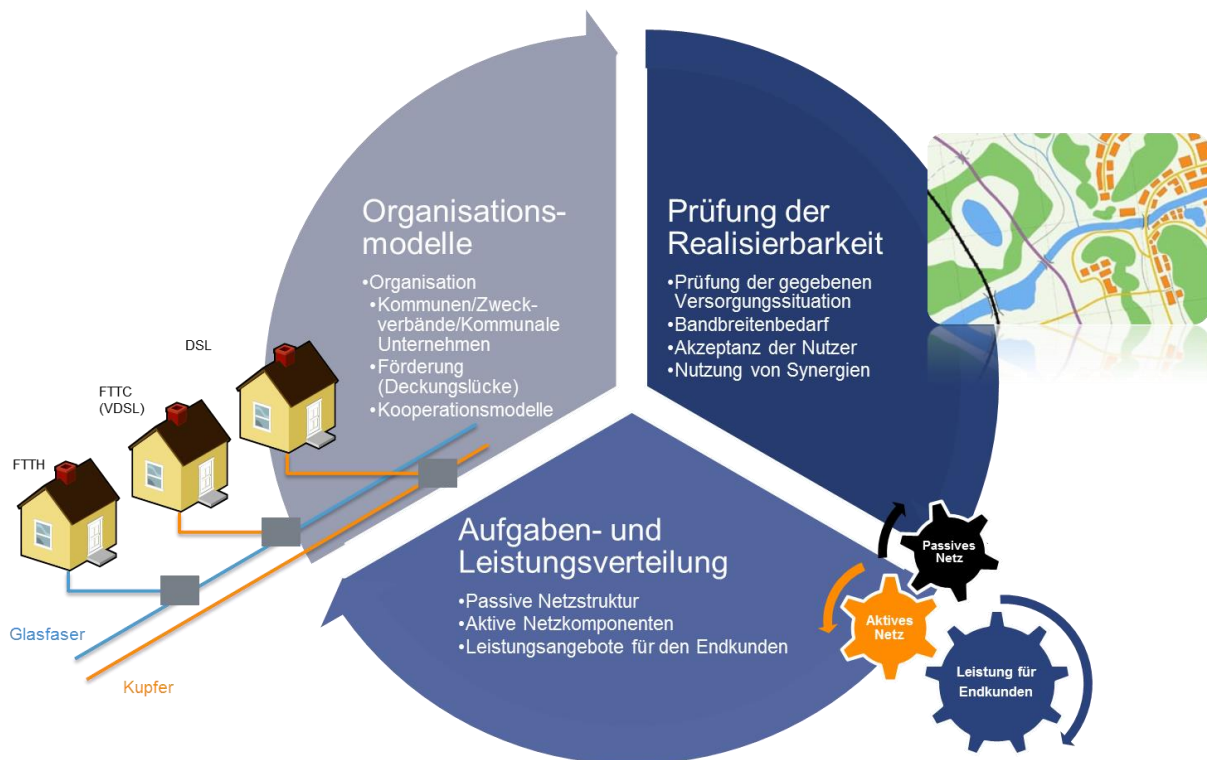 Organisations-
modelle
•Organisation
•Kommunen/Zweck-
verbände/Kommunale
Unternehmen
•Förderung
(Deckungslücke)
•Kooperationsmodelle
Prüfung der
Realisierbarkeit
•Prüfung der gegebenen
Versorgungssituation
•Bandbreitenbedarf
•Akzeptanz der Nutzer
•Nutzung von Synergien
DSL
FTTC
(VDSL)
FTTH
Glasfaser
Kupfer
Aufgaben- und
Leistungsverteilung
•Passive Netzstruktur
•Aktive Netzkomponenten
•Leistungsangebote für den Endkunden
Passives
Netz
Aktives
Netz
Leistung für
Endkunden